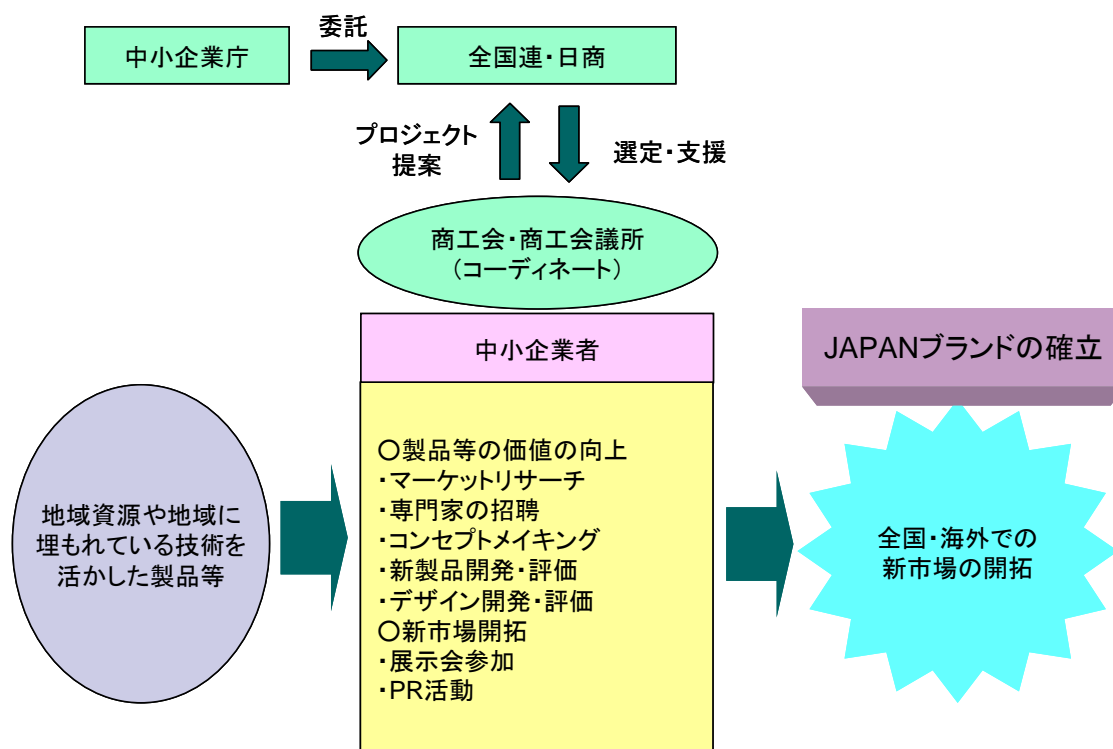 委託
中小企業庁
全国連・日商
プロジェクト
提案
選定・支援
商工会・商工会議所
（コーディネート）
中小企業者
JAPANブランドの確立
○製品等の価値の向上
・マーケットリサーチ
・専門家の招聘
・コンセプトメイキング
・新製品開発・評価
・デザイン開発・評価
○新市場開拓
・展示会参加
・PR活動
地域資源や地域に
埋もれている技術を
活かした製品等
全国・海外での
新市場の開拓